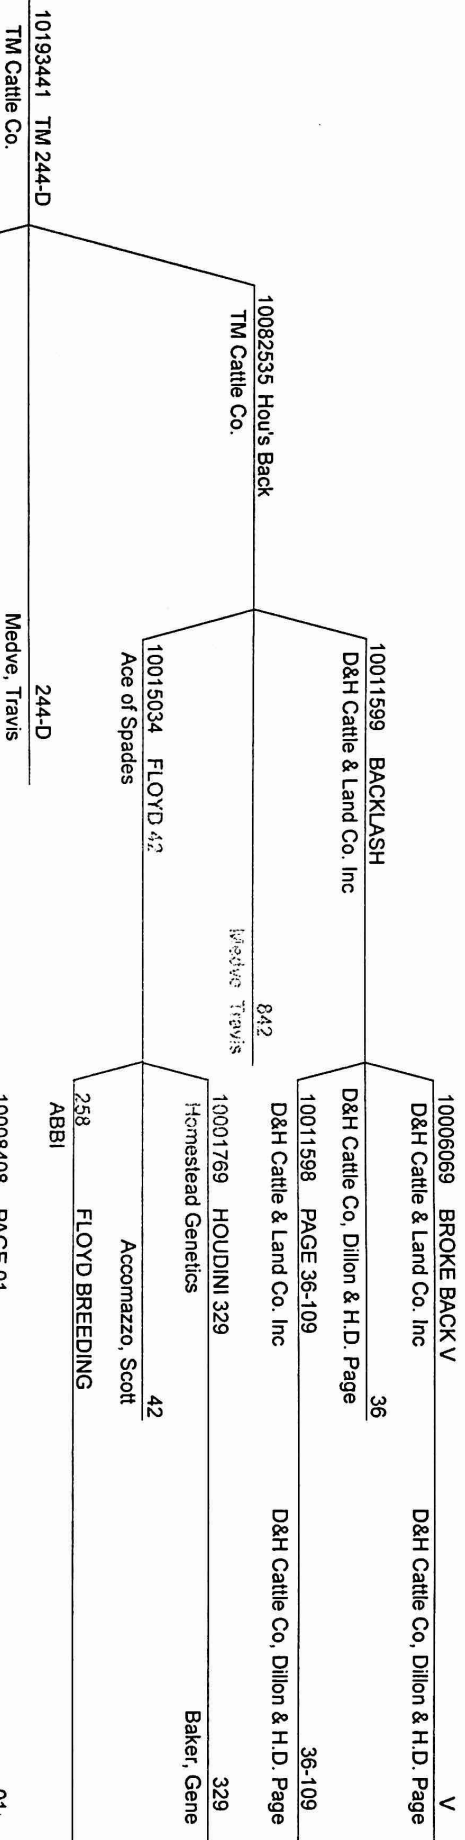 10006069 BROKE BACK V V
D&H Cattle & Land Co. Inc D&H Cattle Co, Dillon & H.D. Page
10011599 BACKLASH 36
D&H Cattle & Land Co. Inc D&H Cattle Co, Dillon & H.D. Page
10011598 PAGE 36-109 36-109
D&H Cattle & Land Co. Inc D&H Cattle Co, Dillon & H.D. Page
10082535 Hou's Back 842
TM Cattle Co. Medve Travis
10001769 HOUDINI 329 329
Homestead Genetics Baker, Gene
10015034 FLOYD 42 42
Ace of Spades Accomazzo, Scott
258 FLOYD BREEDING
ABBI
10193441 TM 244-D 244-D
TM Cattle Co. Medve, Travis